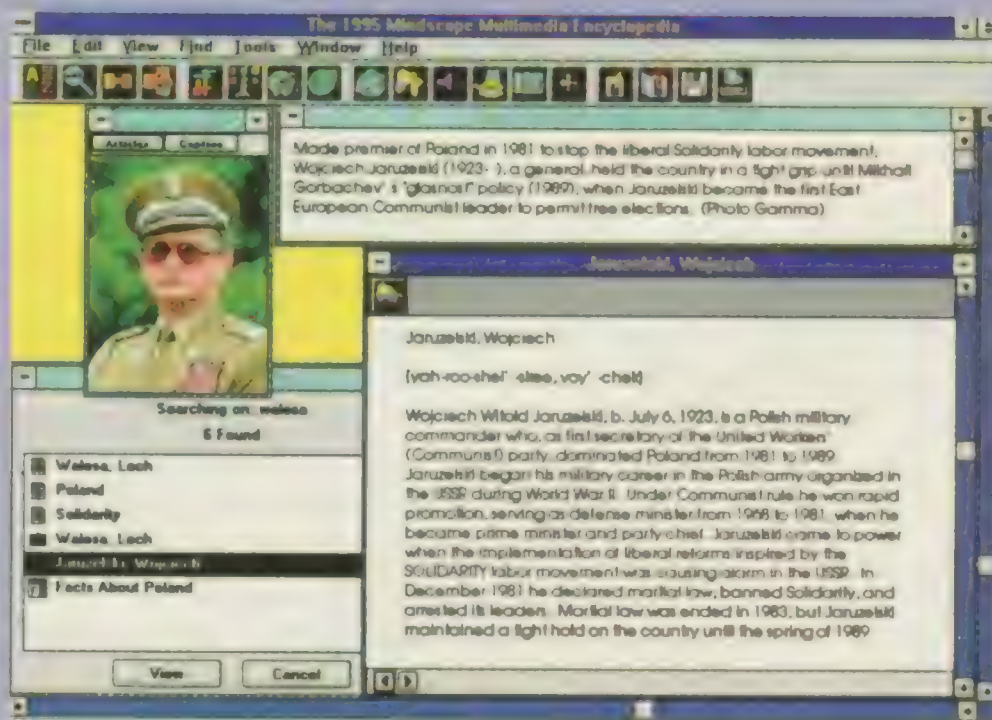 The 1995 Mindscape Multimedia Encyclopedia
File Edit View Find Tools Window Help
Articles Caption
Made premier of Poland in 1981 to stop the liberal Solidarity labor movement,
Wojciech Jaruzelski (1923- ), a general, held the country in a tight grip until Mikhail
Gorbachev' s "glasnost" policy (1989), when Jaruzelski became the first East
European Communist leader to permit free elections. (Photo Gamma)
Jaruzelski, Wojciech
Jaruzelski, Wojciech
(yah-roo-shel' -skee, voy' -chek)
Wojciech Witold Jaruzelski, b. July 6, 1923, is a Polish military
commander who, as first secretary of the United Workers'
(Communist) party, dominated Poland from 1981 to 1989.
Jaruzelski began his military career in the Polish army organized in
the USSR during World War II. Under Communist rule he won rapid
promotion, serving as defense minister from 1968 to 1981, when he
became prime minister and party chief. Jaruzelski came to power
when the implementation of liberal reforms inspired by the
SOLIDARITY labor movement was causing alarm in the USSR. In
December 1981 he declared martial law, banned Solidarity, and
arrested its leaders. Martial law was ended in 1983, but Jaruzelski
maintained a tight hold on the country until the spring of 1989
Searching on: walesa
6 Found
Walesa, Lech
Poland
Solidarity
Walesa, Lech
Jaruzelski, Wojciech
Facts About Poland
View Cancel